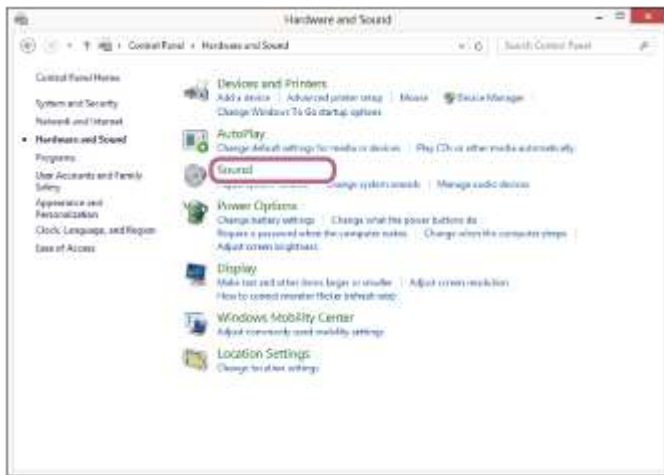 Hardware and Sound
Control Panel › Hardware and Sound
Search Control Panel
Control Panel Home
System and Security
Network and Internet
Hardware and Sound
Programs
User Accounts and Family
Safety
Appearance and
Personalization
Clock, Language, and Region
Ease of Access
Devices and Printers
Add a device | Advanced printer setup | Mouse | Device Manager
Change Windows To Go startup options
AutoPlay
Change default settings for media or devices | Play CDs or other media automatically
Sound
Change system sounds | Manage audio devices
Power Options
Change battery settings | Change what the power buttons do
Require a password when the computer wakes | Change when the computer sleeps
Adjust screen brightness
Display
Make text and other items larger or smaller | Adjust screen resolution
How to correct monitor flicker (refresh rate)
Windows Mobility Center
Adjust commonly used mobility settings
Location Settings
Change location settings